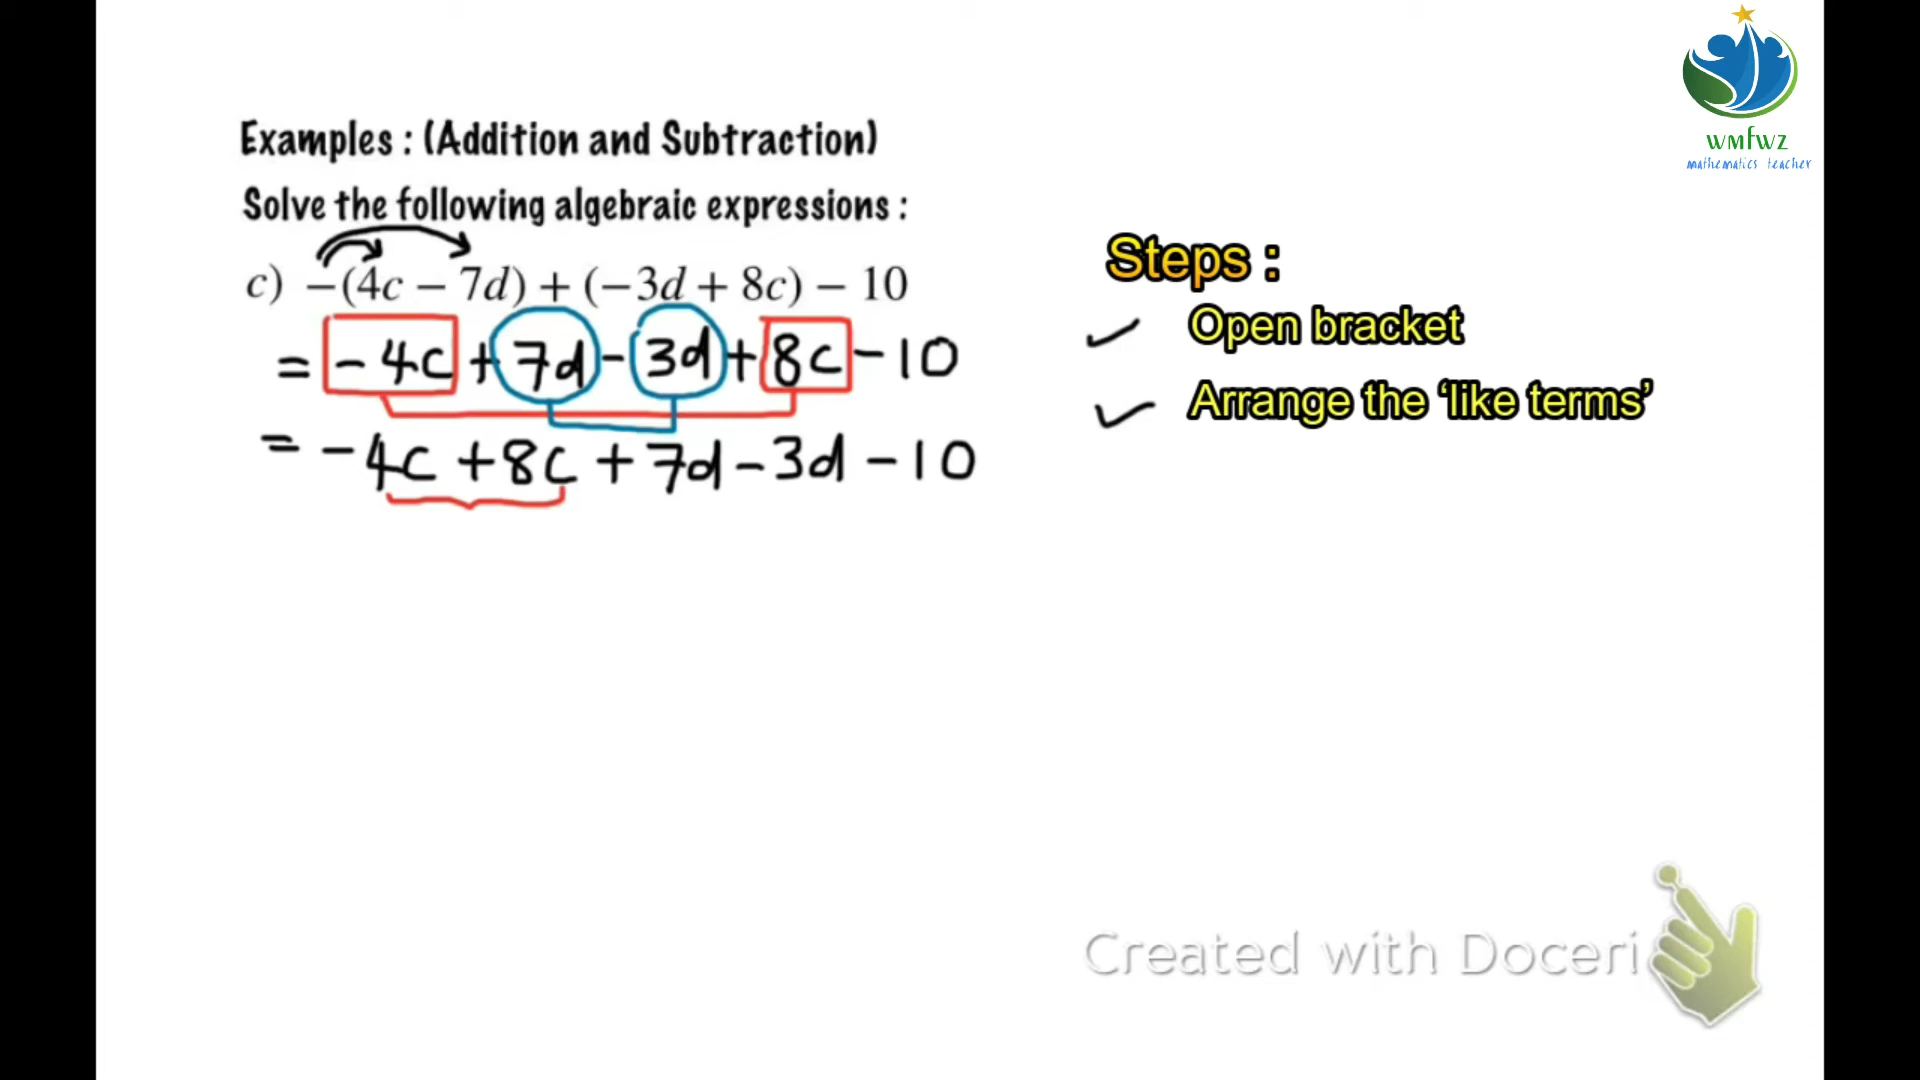 wmfwz
mathematics teacher
Examples : (Addition and Subtraction)
Solve the following algebraic expressions :
c) −(4c − 7d) + (−3d + 8c) − 10
= - 4c + 7d - 3d + 8c - 10
= - 4c + 8c + 7d - 3d - 10
Steps :
✓ Open bracket
✓ Arrange the ‘like terms’
Created with Doceri